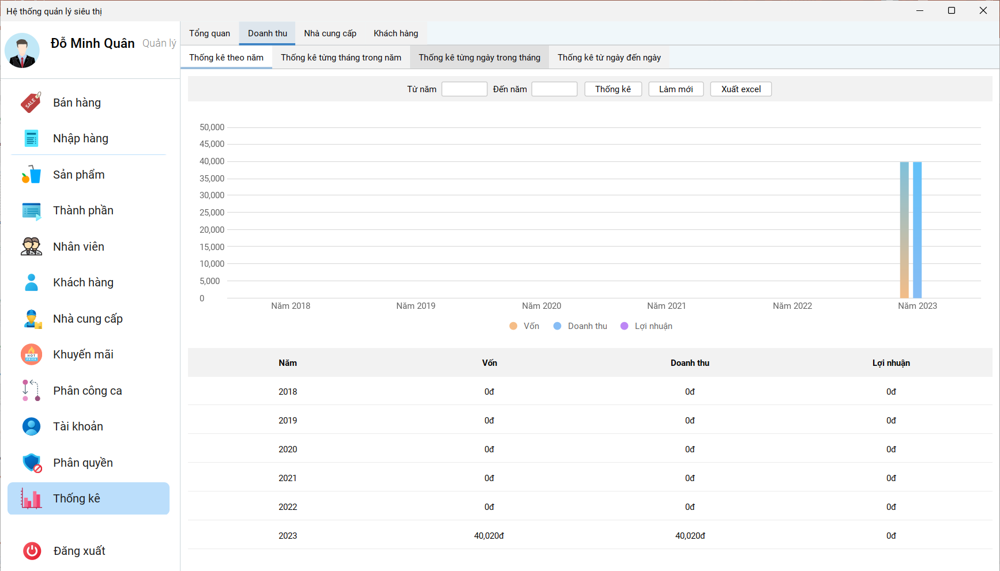 Hệ thống quản lý siêu thị
Đỗ Minh Quân Quản lý
Bán hàng
Nhập hàng
Sản phẩm
Thành phần
Nhân viên
Khách hàng
Nhà cung cấp
Khuyến mãi
Phân công ca
Tài khoản
Phân quyền
Thống kê
Đăng xuất
SALE
HOT
PRICE
Tổng quan Doanh thu Nhà cung cấp Khách hàng
Thống kê theo năm Thống kê từng tháng trong năm Thống kê từng ngày trong tháng Thống kê từ ngày đến ngày
Từ năm Đến năm Thống kê Làm mới Xuất excel
50,000
45,000
40,000
35,000
30,000
25,000
20,000
15,000
10,000
5,000
0
Năm 2018 Năm 2019 Năm 2020 Năm 2021 Năm 2022 Năm 2023
Vốn Doanh thu Lợi nhuận
Năm Vốn Doanh thu Lợi nhuận
2018 0đ 0đ 0đ
2019 0đ 0đ 0đ
2020 0đ 0đ 0đ
2021 0đ 0đ 0đ
2022 0đ 0đ 0đ
2023 40,020đ 40,020đ 0đ